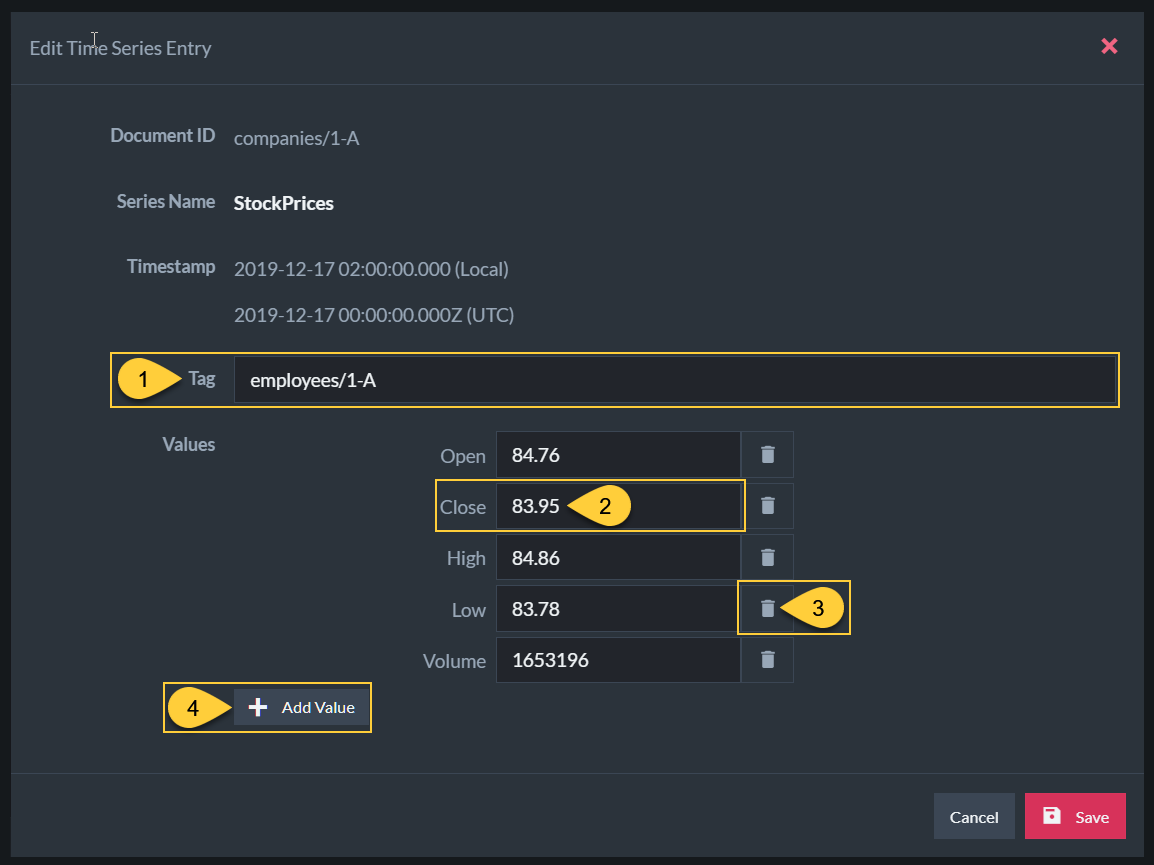 Edit Time Series Entry
Document ID companies/1-A
Series Name StockPrices
Timestamp 2019-12-17 02:00:00.000 (Local)
2019-12-17 00:00:00.000Z (UTC)
1 Tag employees/1-A
Values
Open 84.76
Close 83.95 2
High 84.86
Low 83.78 3
Volume 1653196
4 Add Value
Cancel Save